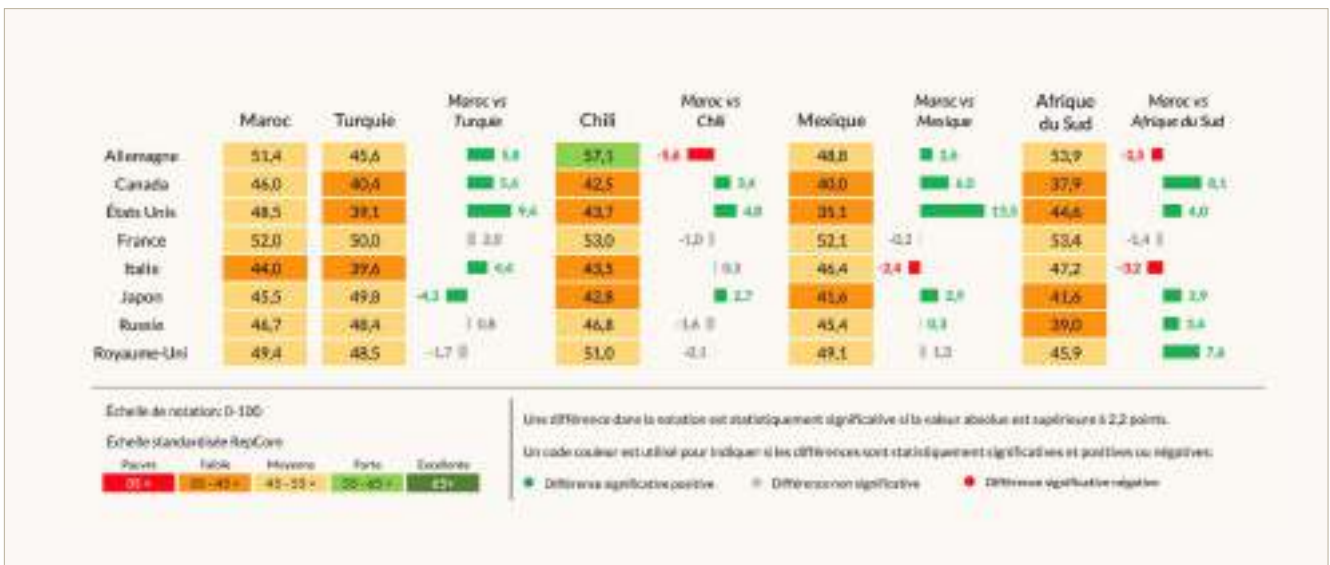 Maroc Turquie Maroc vs Turquie Chili Maroc vs Chili Mexique Maroc vs Mexique Afrique du Sud Maroc vs Afrique du Sud
Allemagne 51,4 45,6 5,8 57,1 48,8 2,6 53,9
Canada 46,0 40,4 5,6 42,5 3,4 40,0 6,0 37,9 8,1
États Unis 48,5 39,1 9,4 43,7 4,8 35,1 44,6 4,0
France 52,0 50,0 2,0 53,0 -1,0 52,1 53,4 -1,4
Italie 44,0 39,6 4,4 43,5 46,4 -2,4 47,2 -3,2
Japon 45,5 49,8 -4,3 42,8 2,7 41,6 3,9 41,6 3,9
Russie 46,7 48,4 46,8 45,4 39,0
Royaume-Uni 49,4 48,5 -1,7 51,0 49,1 45,9 7,6
Échelle de notation: 0-100
Échelle standardisée RepCore
Pauvre Faible Moyenne Forte Excellente
Une différence dans la notation est statistiquement significative si la valeur absolue est supérieure à 2,2 points.
Un code couleur est utilisé pour indiquer si les différences sont statistiquement significatives et positives ou négatives:
Différence significative positive Différence non significative Différence significative négative